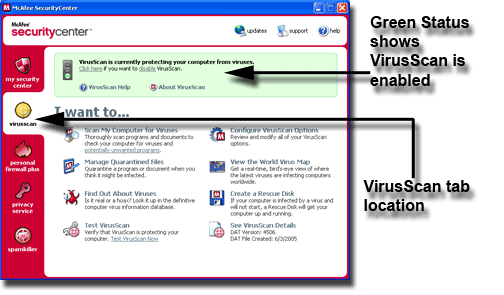 McAfee SecurityCenter
McAfee
securitycenter
updates
support
help
my security
center
virusscan
personal
firewall plus
privacy
service
spamkiller
VirusScan is currently protecting your computer from viruses.
Click here if you want to disable VirusScan.
VirusScan Help
About VirusScan
I want to...
Scan My Computer for Viruses
Thoroughly scan programs and documents to
check your computer for viruses and
potentially-unwanted programs.
Configure VirusScan Options
Review and modify all of your VirusScan
options.
Manage Quarantined Files
Quarantine a program or document when you
think it might be infected.
View the World Virus Map
Get a real-time, bird's-eye view of where
the latest viruses are infecting computers
worldwide.
Find Out About Viruses
Is it real or a hoax? Look it up in the definitive
computer virus information database.
Create a Rescue Disk
If your computer is infected by a virus and
will not start, a Rescue Disk will get your
computer up and running.
Test VirusScan
Verify that VirusScan is protecting your
computer. Test VirusScan Now
See VirusScan Details
DAT Version: 4506
DAT File Created: 6/3/2005
Green Status
shows
VirusScan is
enabled
VirusScan tab
location